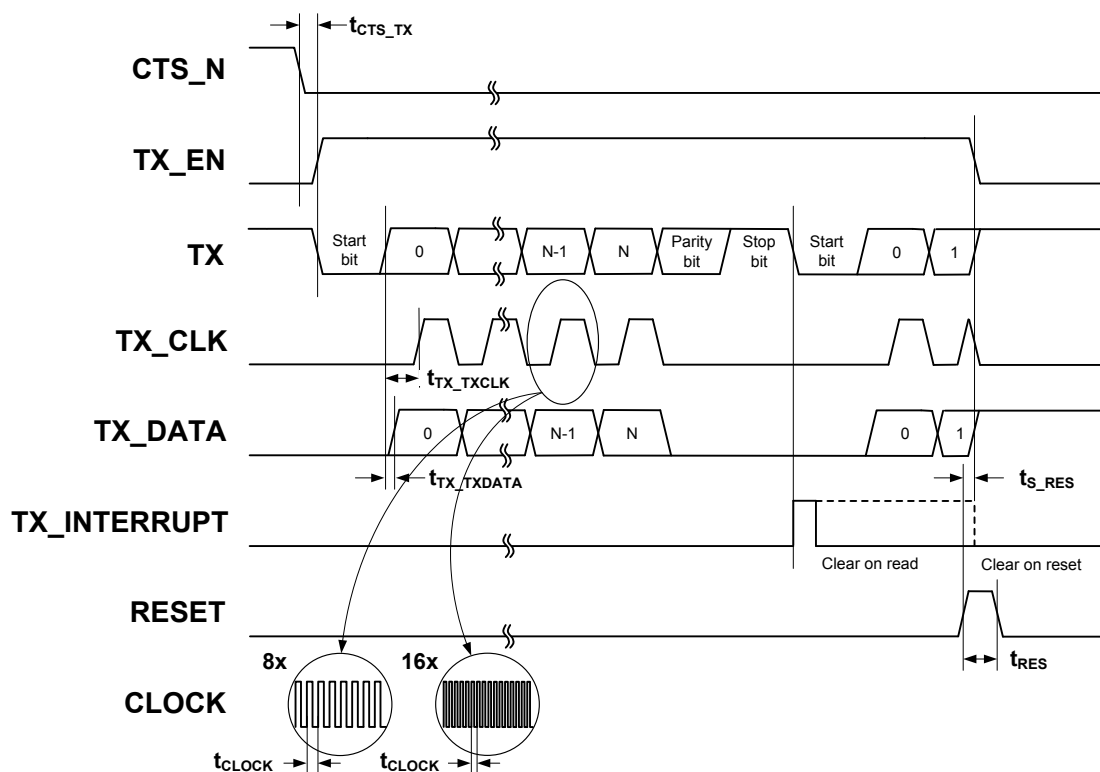 tCTS_TX
CTS_N
TX_EN
TX
Start bit
0
N-1
N
Parity bit
Stop bit
Start bit
0
1
TX_CLK
tTX_TXCLK
TX_DATA
0
N-1
N
0
1
tTX_TXDATA
tS_RES
TX_INTERRUPT
Clear on read
Clear on reset
RESET
tRES
8x
16x
CLOCK
tCLOCK
tCLOCK